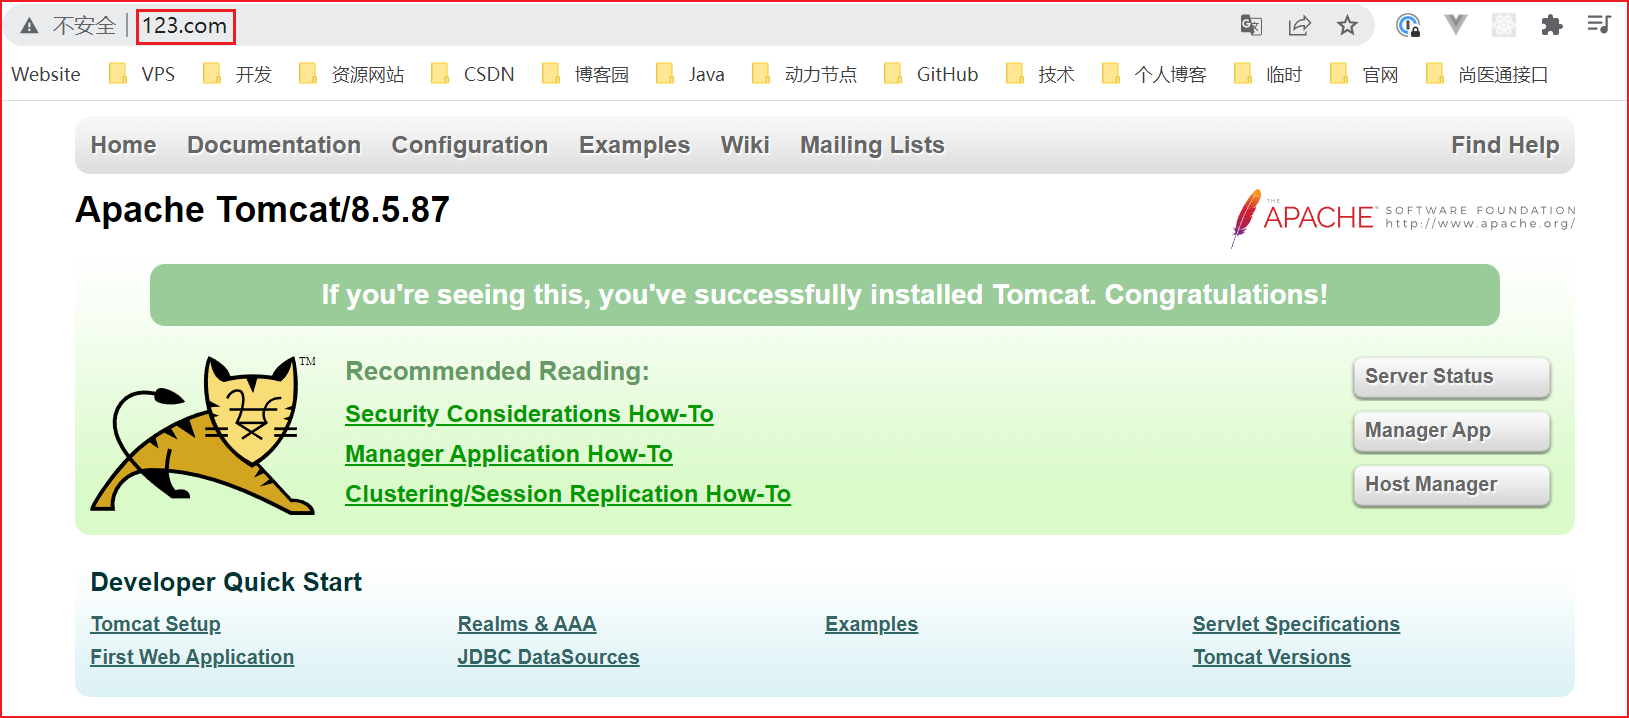 不安全 123.com
Website VPS 开发 资源网站 CSDN 博客园 Java 动力节点 GitHub 技术 个人博客 临时 官网 尚医通接口
Home Documentation Configuration Examples Wiki Mailing Lists Find Help
Apache Tomcat/8.5.87
THE
APACHE™ SOFTWARE FOUNDATION
http://www.apache.org/
If you're seeing this, you've successfully installed Tomcat. Congratulations!
TM
Recommended Reading:
Security Considerations How-To
Manager Application How-To
Clustering/Session Replication How-To
Server Status
Manager App
Host Manager
Developer Quick Start
Tomcat Setup
First Web Application
Realms & AAA
JDBC DataSources
Examples
Servlet Specifications
Tomcat Versions